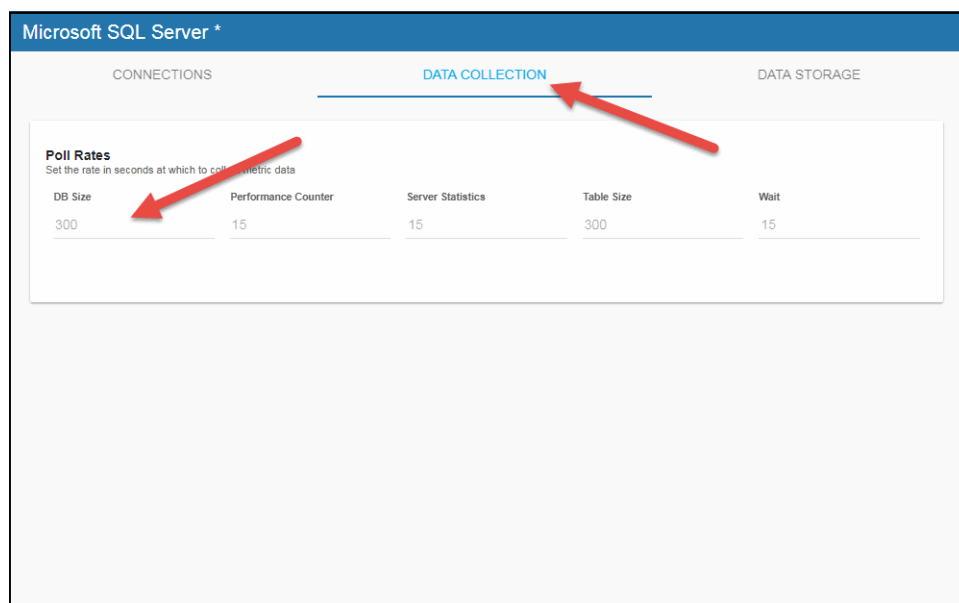 Microsoft SQL Server *
CONNECTIONS DATA COLLECTION DATA STORAGE
Poll Rates
Set the rate in seconds at which to data
DB Size Performance Counter Server Statistics Table Size Wait
300 15 15 300 15